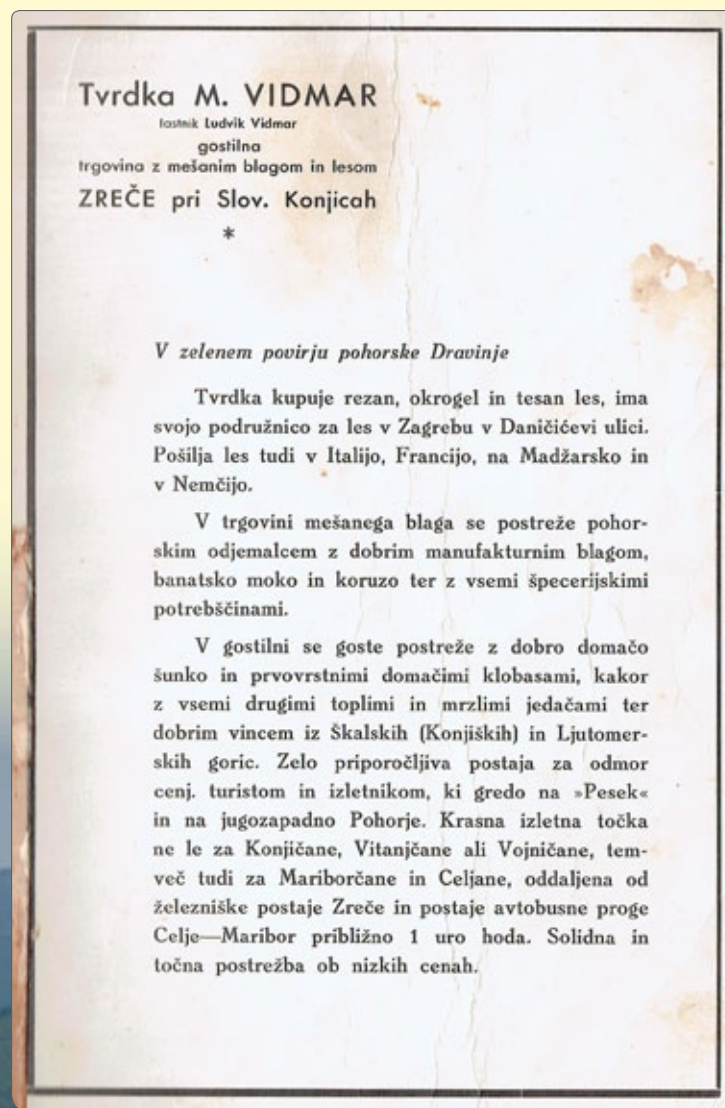 Tvrdka M. VIDMAR
lastnik Ludvik Vidmar
gostilna
trgovina z mešanim blagom in lesom
ZREČE pri Slov. Konjicah
*
V zelenem povirju pohorske Dravinje
Tvrdka kupuje rezan, okrogel in tesan les, ima
svojo podružnico za les v Zagrebu v Daničićevi ulici.
Pošilja les tudi v Italijo, Francijo, na Madžarsko in
v Nemčijo.
V trgovini mešanega blaga se postreže pohor-
skim odjemalcem z dobrim manufakturnim blagom,
banatsko moko in koruzo ter z vsemi špecerijskimi
potrebščinami.
V gostilni se goste postreže z dobro domačo
šunko in prvovrstnimi domačimi klobasami, kakor
z vsemi drugimi toplimi in mrzlimi jedačami ter
dobrim vincem iz Škalskih (Konjiških) in Ljutomer-
skih goric. Zelo priporočljiva postaja za odmor
cenj. turistom in izletnikom, ki gredo na »Pesek«
in na jugozapadno Pohorje. Krasna izletna točka
ne le za Konjičane, Vitanjčane ali Vojničane, tem-
več tudi za Mariborčane in Celjane, oddaljena od
železniške postaje Zreče in postaje avtobusne proge
Celje—Maribor približno 1 uro hoda. Solidna in
točna postrežba ob nizkih cenah.